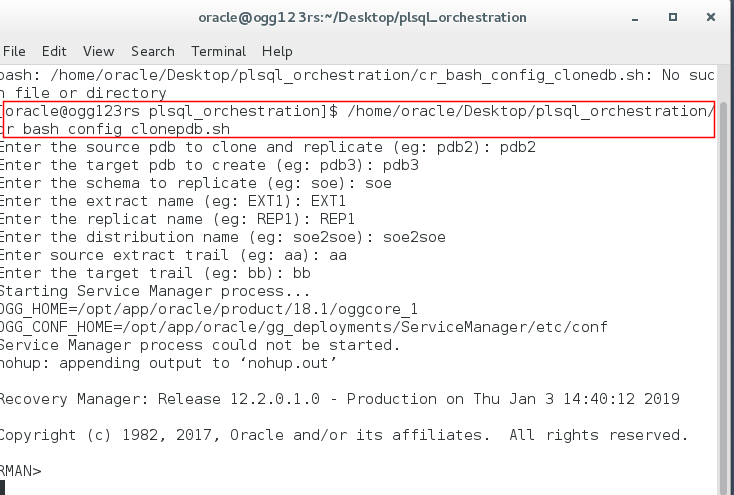 oracle@ogg123rs:~/Desktop/plsql_orchestration
File Edit View Search Terminal Help
bash: /home/oracle/Desktop/plsql_orchestration/cr_bash_config_clonedb.sh: No suc
h file or directory
[oracle@ogg123rs plsql_orchestration]$ /home/oracle/Desktop/plsql_orchestration/
cr_bash_config_clonepdb.sh
Enter the source pdb to clone and replicate (eg: pdb2): pdb2
Enter the target pdb to create (eg: pdb3): pdb3
Enter the schema to replicate (eg: soe): soe
Enter the extract name (eg: EXT1): EXT1
Enter the replicat name (eg: REP1): REP1
Enter the distribution name (eg: soe2soe): soe2soe
Enter source extract trail (eg: aa): aa
Enter the target trail (eg: bb): bb
Starting Service Manager process...
OGG_HOME=/opt/app/oracle/product/18.1/oggcore_1
OGG_CONF_HOME=/opt/app/oracle/gg_deployments/ServiceManager/etc/conf
Service Manager process could not be started.
nohup: appending output to ‘nohup.out’
Recovery Manager: Release 12.2.0.1.0 - Production on Thu Jan 3 14:40:12 2019
Copyright (c) 1982, 2017, Oracle and/or its affiliates.  All rights reserved.
RMAN>